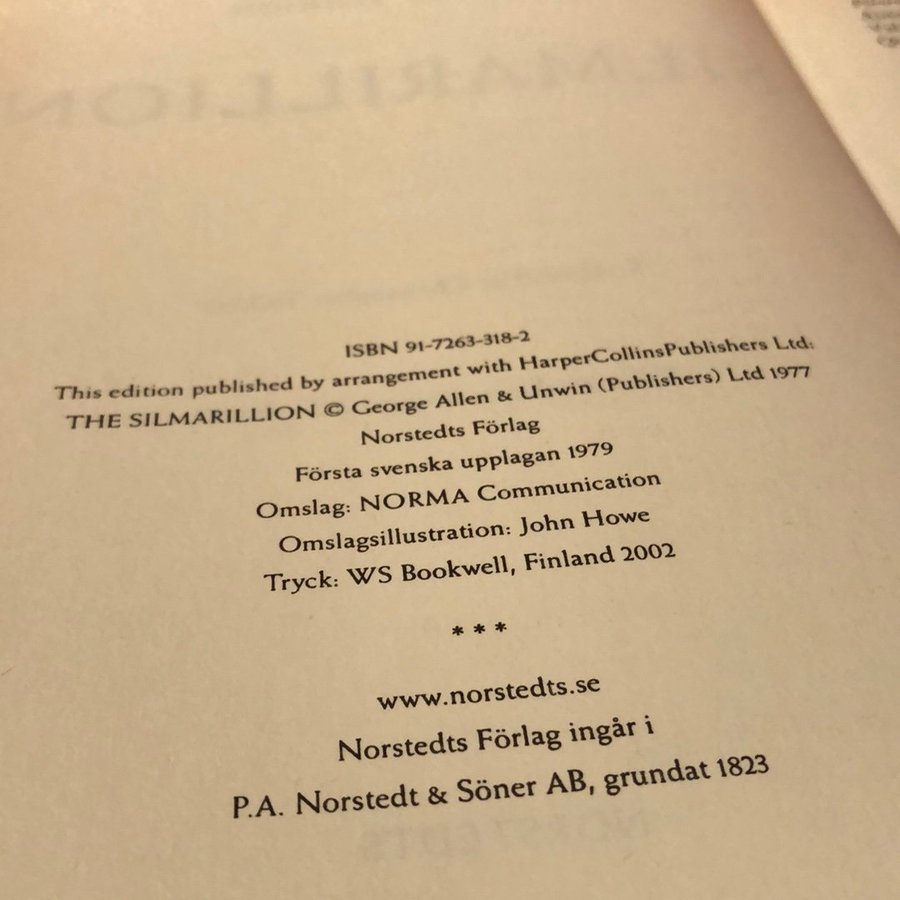 ISBN 91-7263-318-2
This edition published by arrangement with HarperCollinsPublishers Ltd:
THE SILMARILLION © George Allen & Unwin (Publishers) Ltd 1977
Norstedts Förlag
Första svenska upplagan 1979
Omslag: NORMA Communication
Omslagsillustration: John Howe
Tryck: WS Bookwell, Finland 2002
* * *
www.norstedts.se
Norstedts Förlag ingår i
P.A. Norstedt & Söner AB, grundat 1823